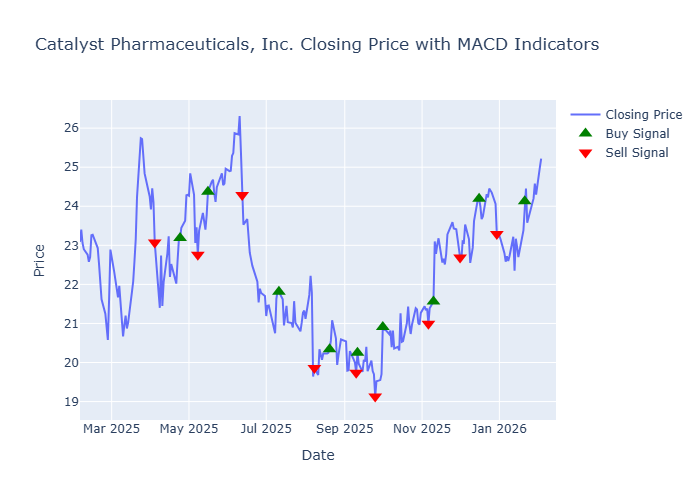 Catalyst Pharmaceuticals, Inc. Closing Price with MACD Indicators
Closing Price
Buy Signal
Sell Signal
Price
26
25
24
23
22
21
20
19
Mar 2025
May 2025
Jul 2025
Sep 2025
Nov 2025
Jan 2026
Date